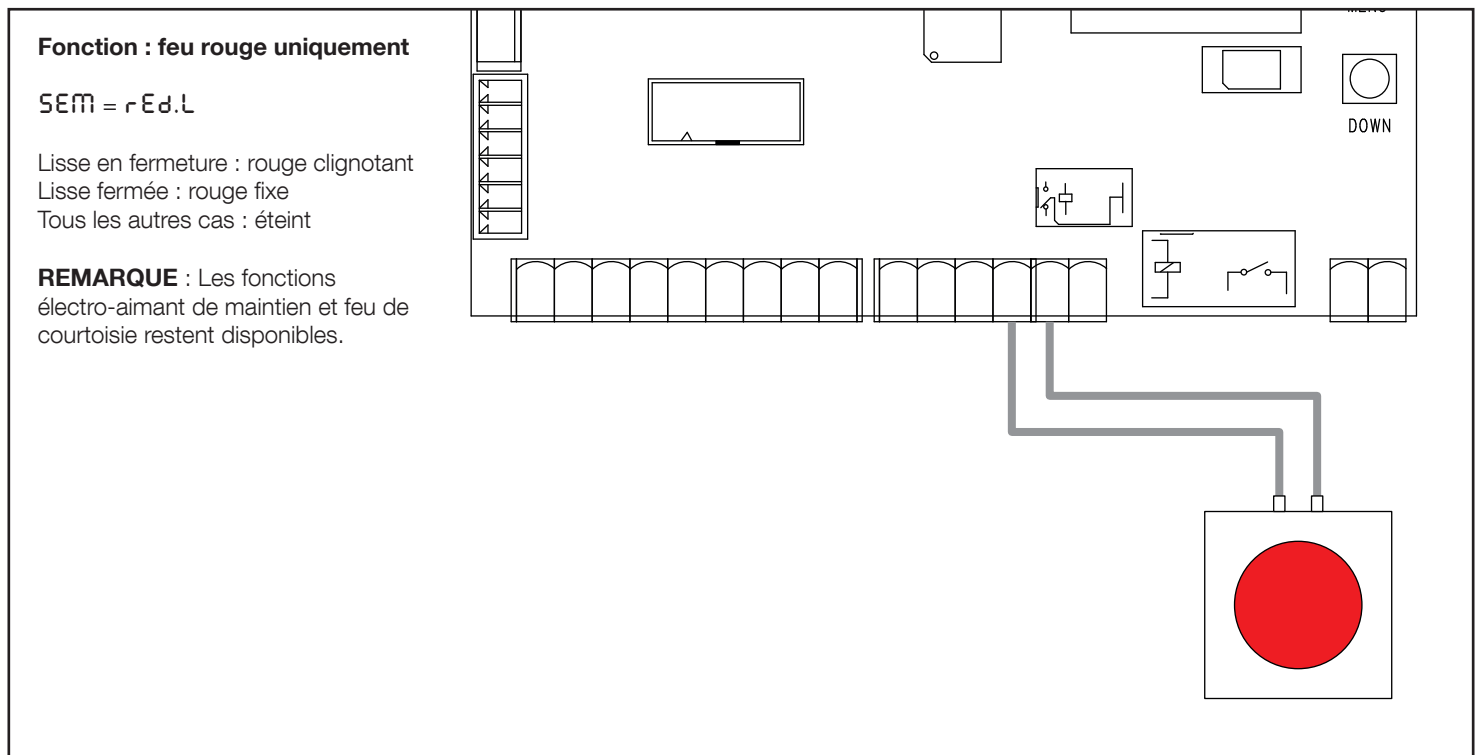 Fonction : feu rouge uniquement
SEM = rEd.L
Lisse en fermeture : rouge clignotant
Lisse fermée : rouge fixe
Tous les autres cas : éteint
REMARQUE : Les fonctions
électro-aimant de maintien et feu de
courtoisie restent disponibles.
DOWN